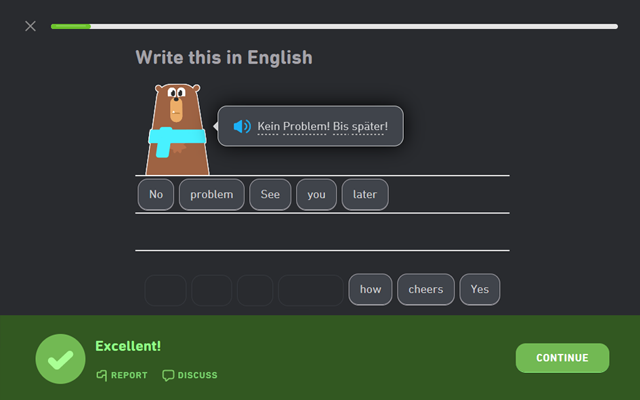 Write this in English
Kein Problem! Bis später!
No problem See you later
how cheers Yes
Excellent!
REPORT DISCUSS
CONTINUE